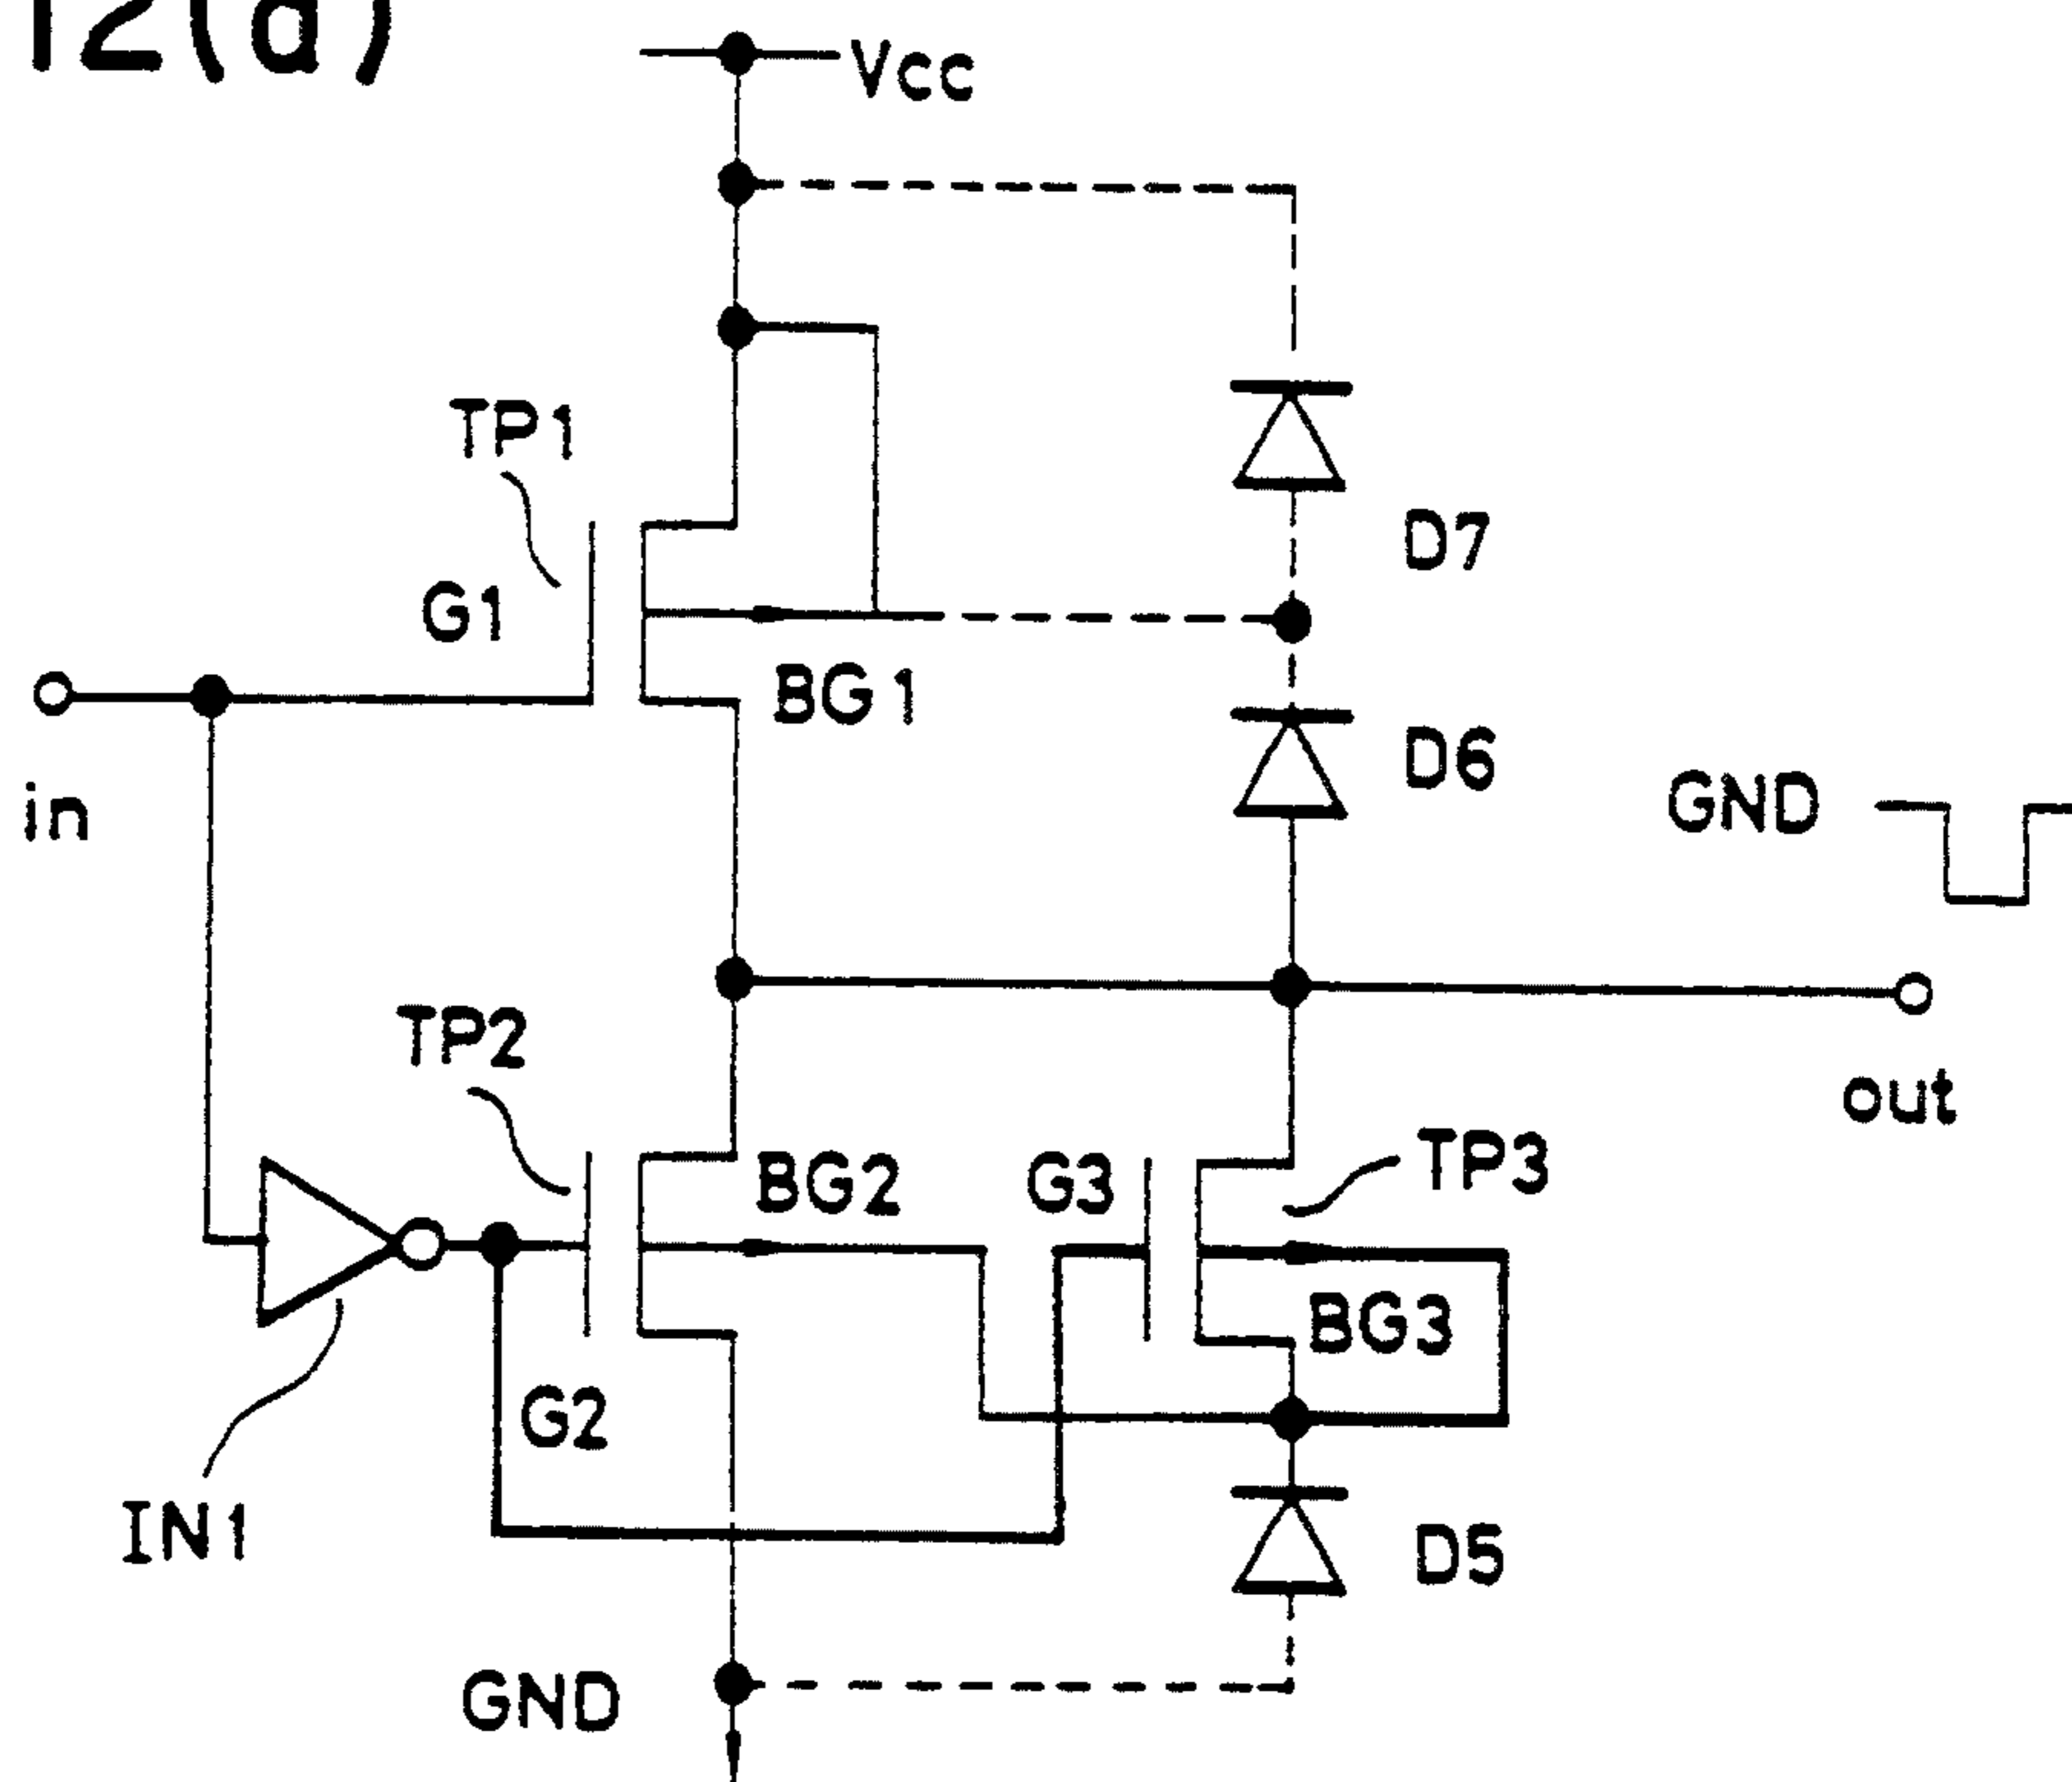 12(d)
Vcc
TP1
G1
D7
BG1
D6
in
GND
TP2
out
BG2
G3
TP3
BG3
G2
IN1
D5
GND